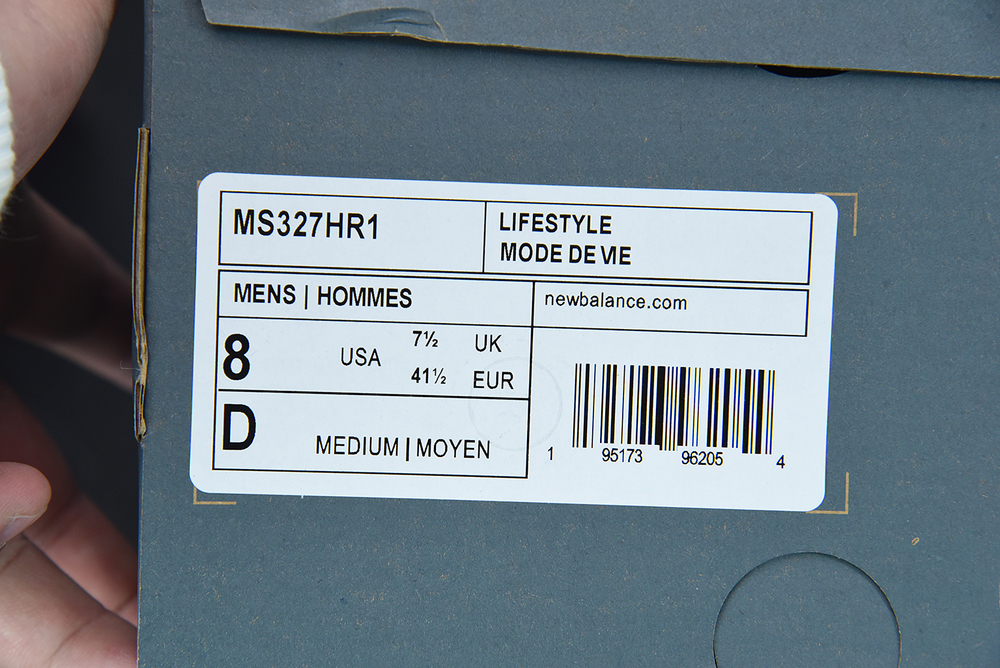 MS327HR1
LIFESTYLE
MODE DE VIE
MENS | HOMMES
newbalance.com
8
USA
7½ UK
41½ EUR
D
MEDIUM | MOYEN
1 95173 96205 4